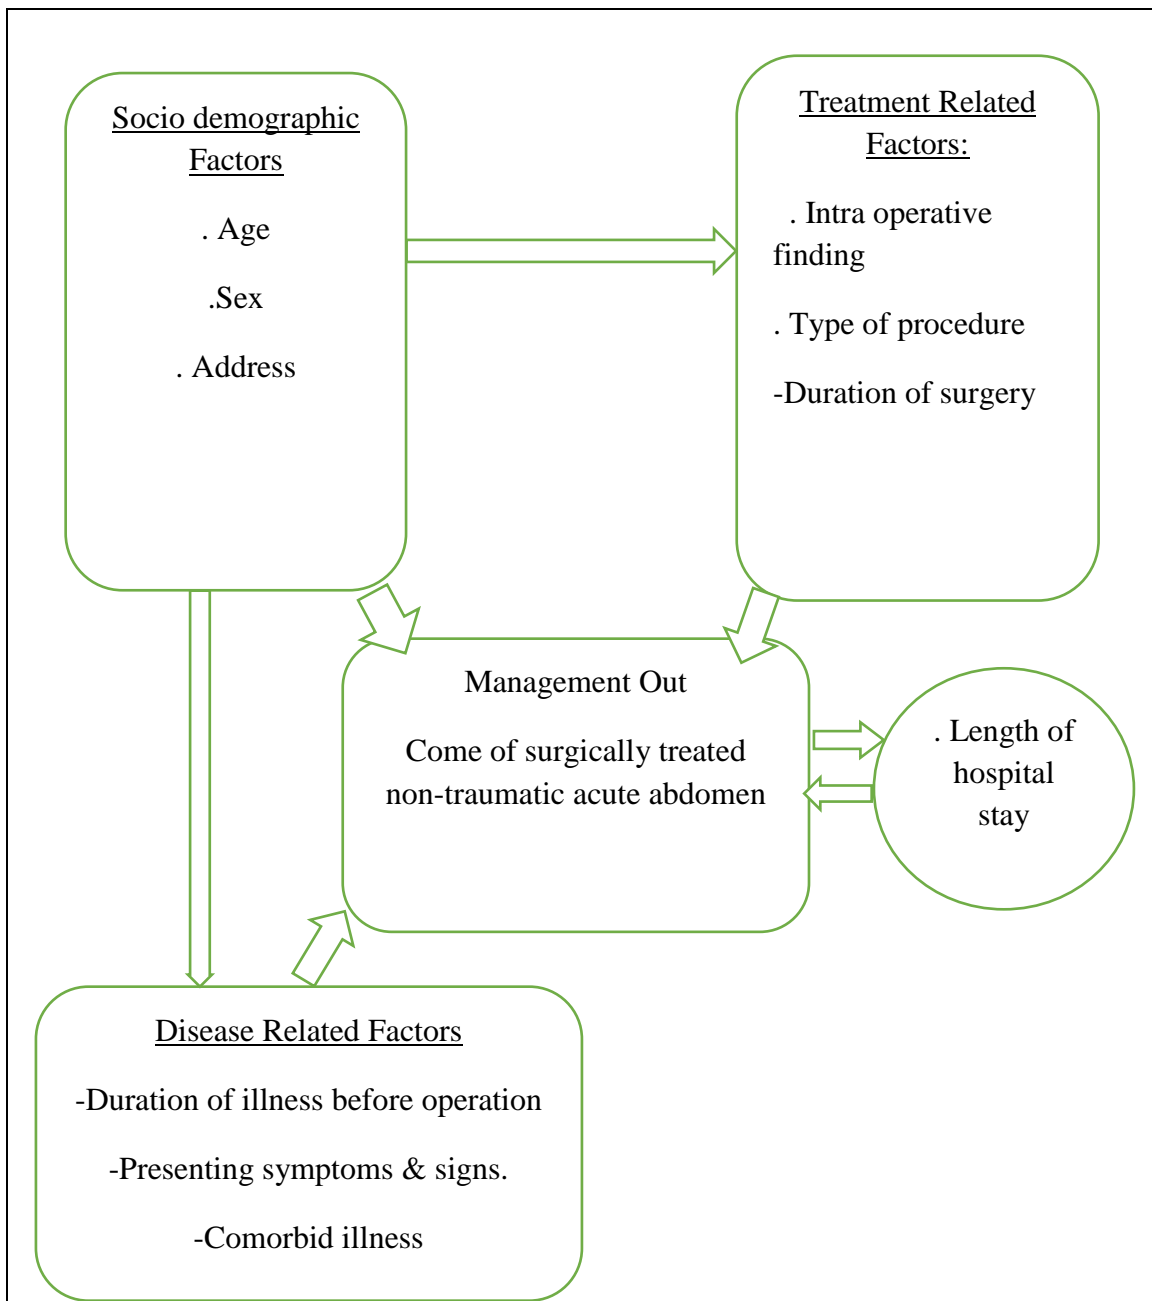 Socio demographic
Factors
. Age
.Sex
. Address
Treatment Related
Factors:
. Intra operative
finding
. Type of procedure
-Duration of surgery
Management Out
Come of surgically treated
non-traumatic acute abdomen
. Length of
hospital
stay
Disease Related Factors
-Duration of illness before operation
-Presenting symptoms & signs.
-Comorbid illness